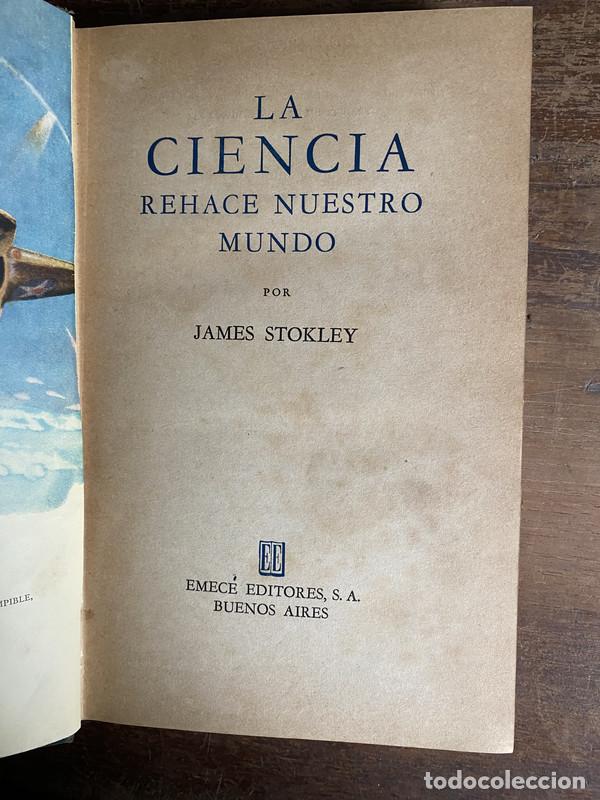 LA
CIENCIA
REHACE NUESTRO
MUNDO
POR
JAMES STOKLEY
EE
EMECÉ EDITORES, S. A.
BUENOS AIRES
todocoleccion